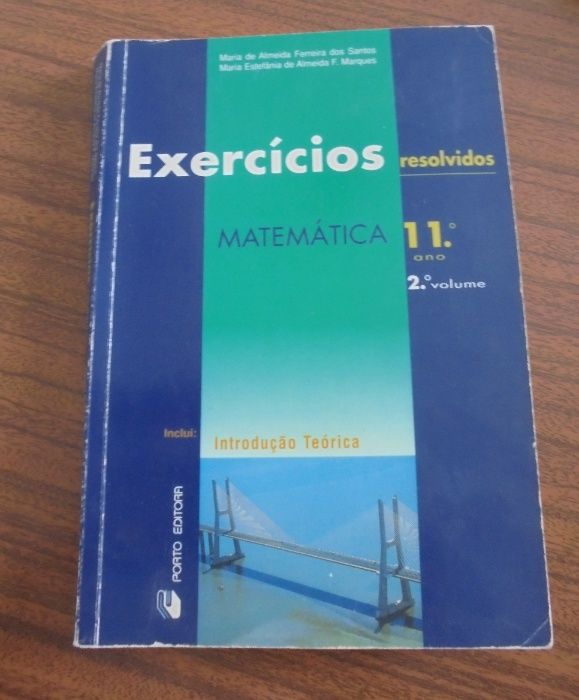 Maria de Almeida Ferreira dos Santos
Maria Estefânia de Almeida F. Marques
Exercícios resolvidos
MATEMÁTICA 11.º
ano
2.º volume
Inclui: Introdução Teórica
PORTO EDITORA